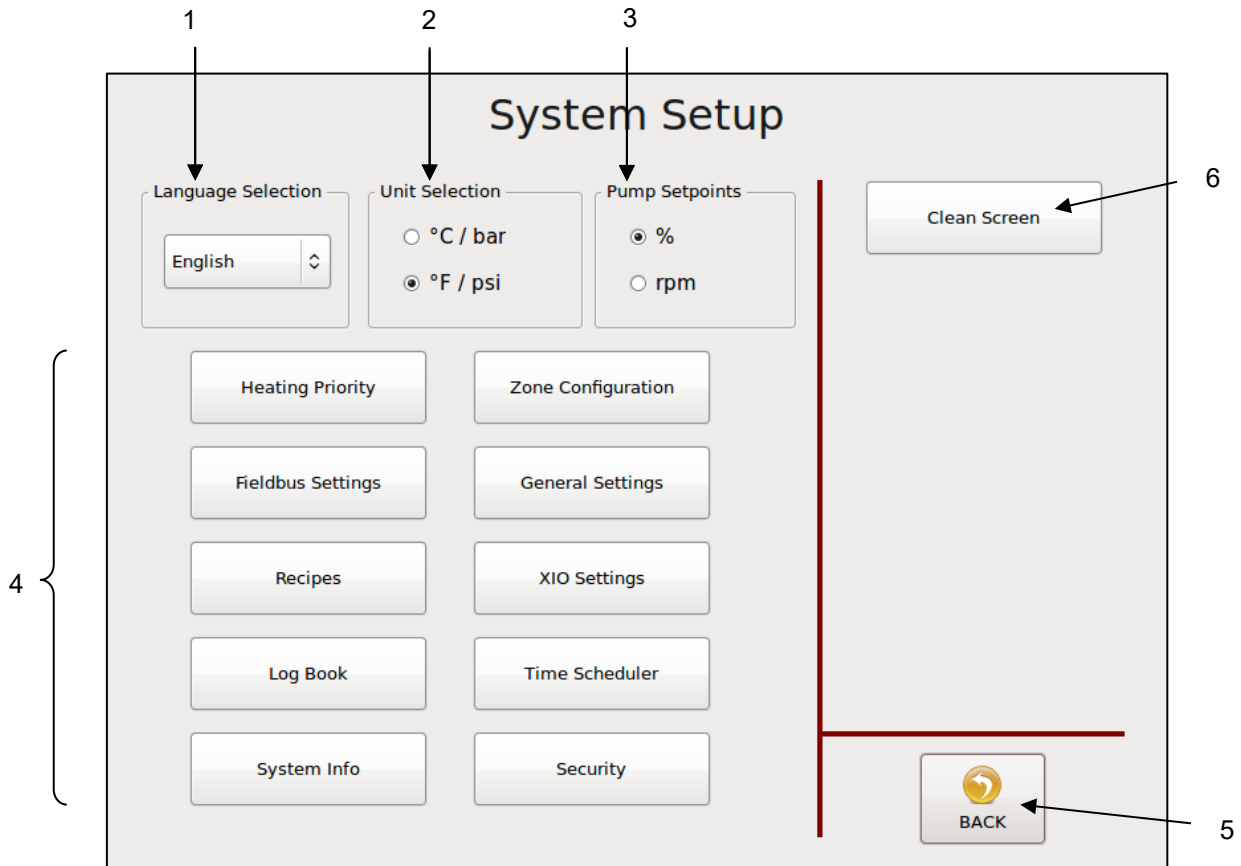 1 2 3
System Setup
Language Selection Unit Selection Pump Setpoints
6
Clean Screen
English °C / bar %
°F / psi rpm
Heating Priority Zone Configuration
Fieldbus Settings General Settings
4
Recipes XIO Settings
Log Book Time Scheduler
System Info Security
BACK
5